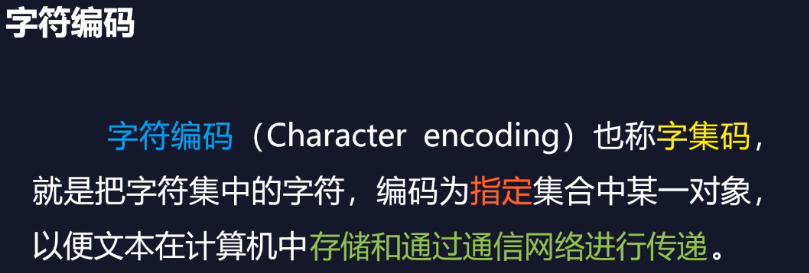 字符编码
字符编码（Character encoding）也称字集码，
就是把字符集中的字符，编码为指定集合中某一对象，
以便文本在计算机中存储和通过通信网络进行传递。